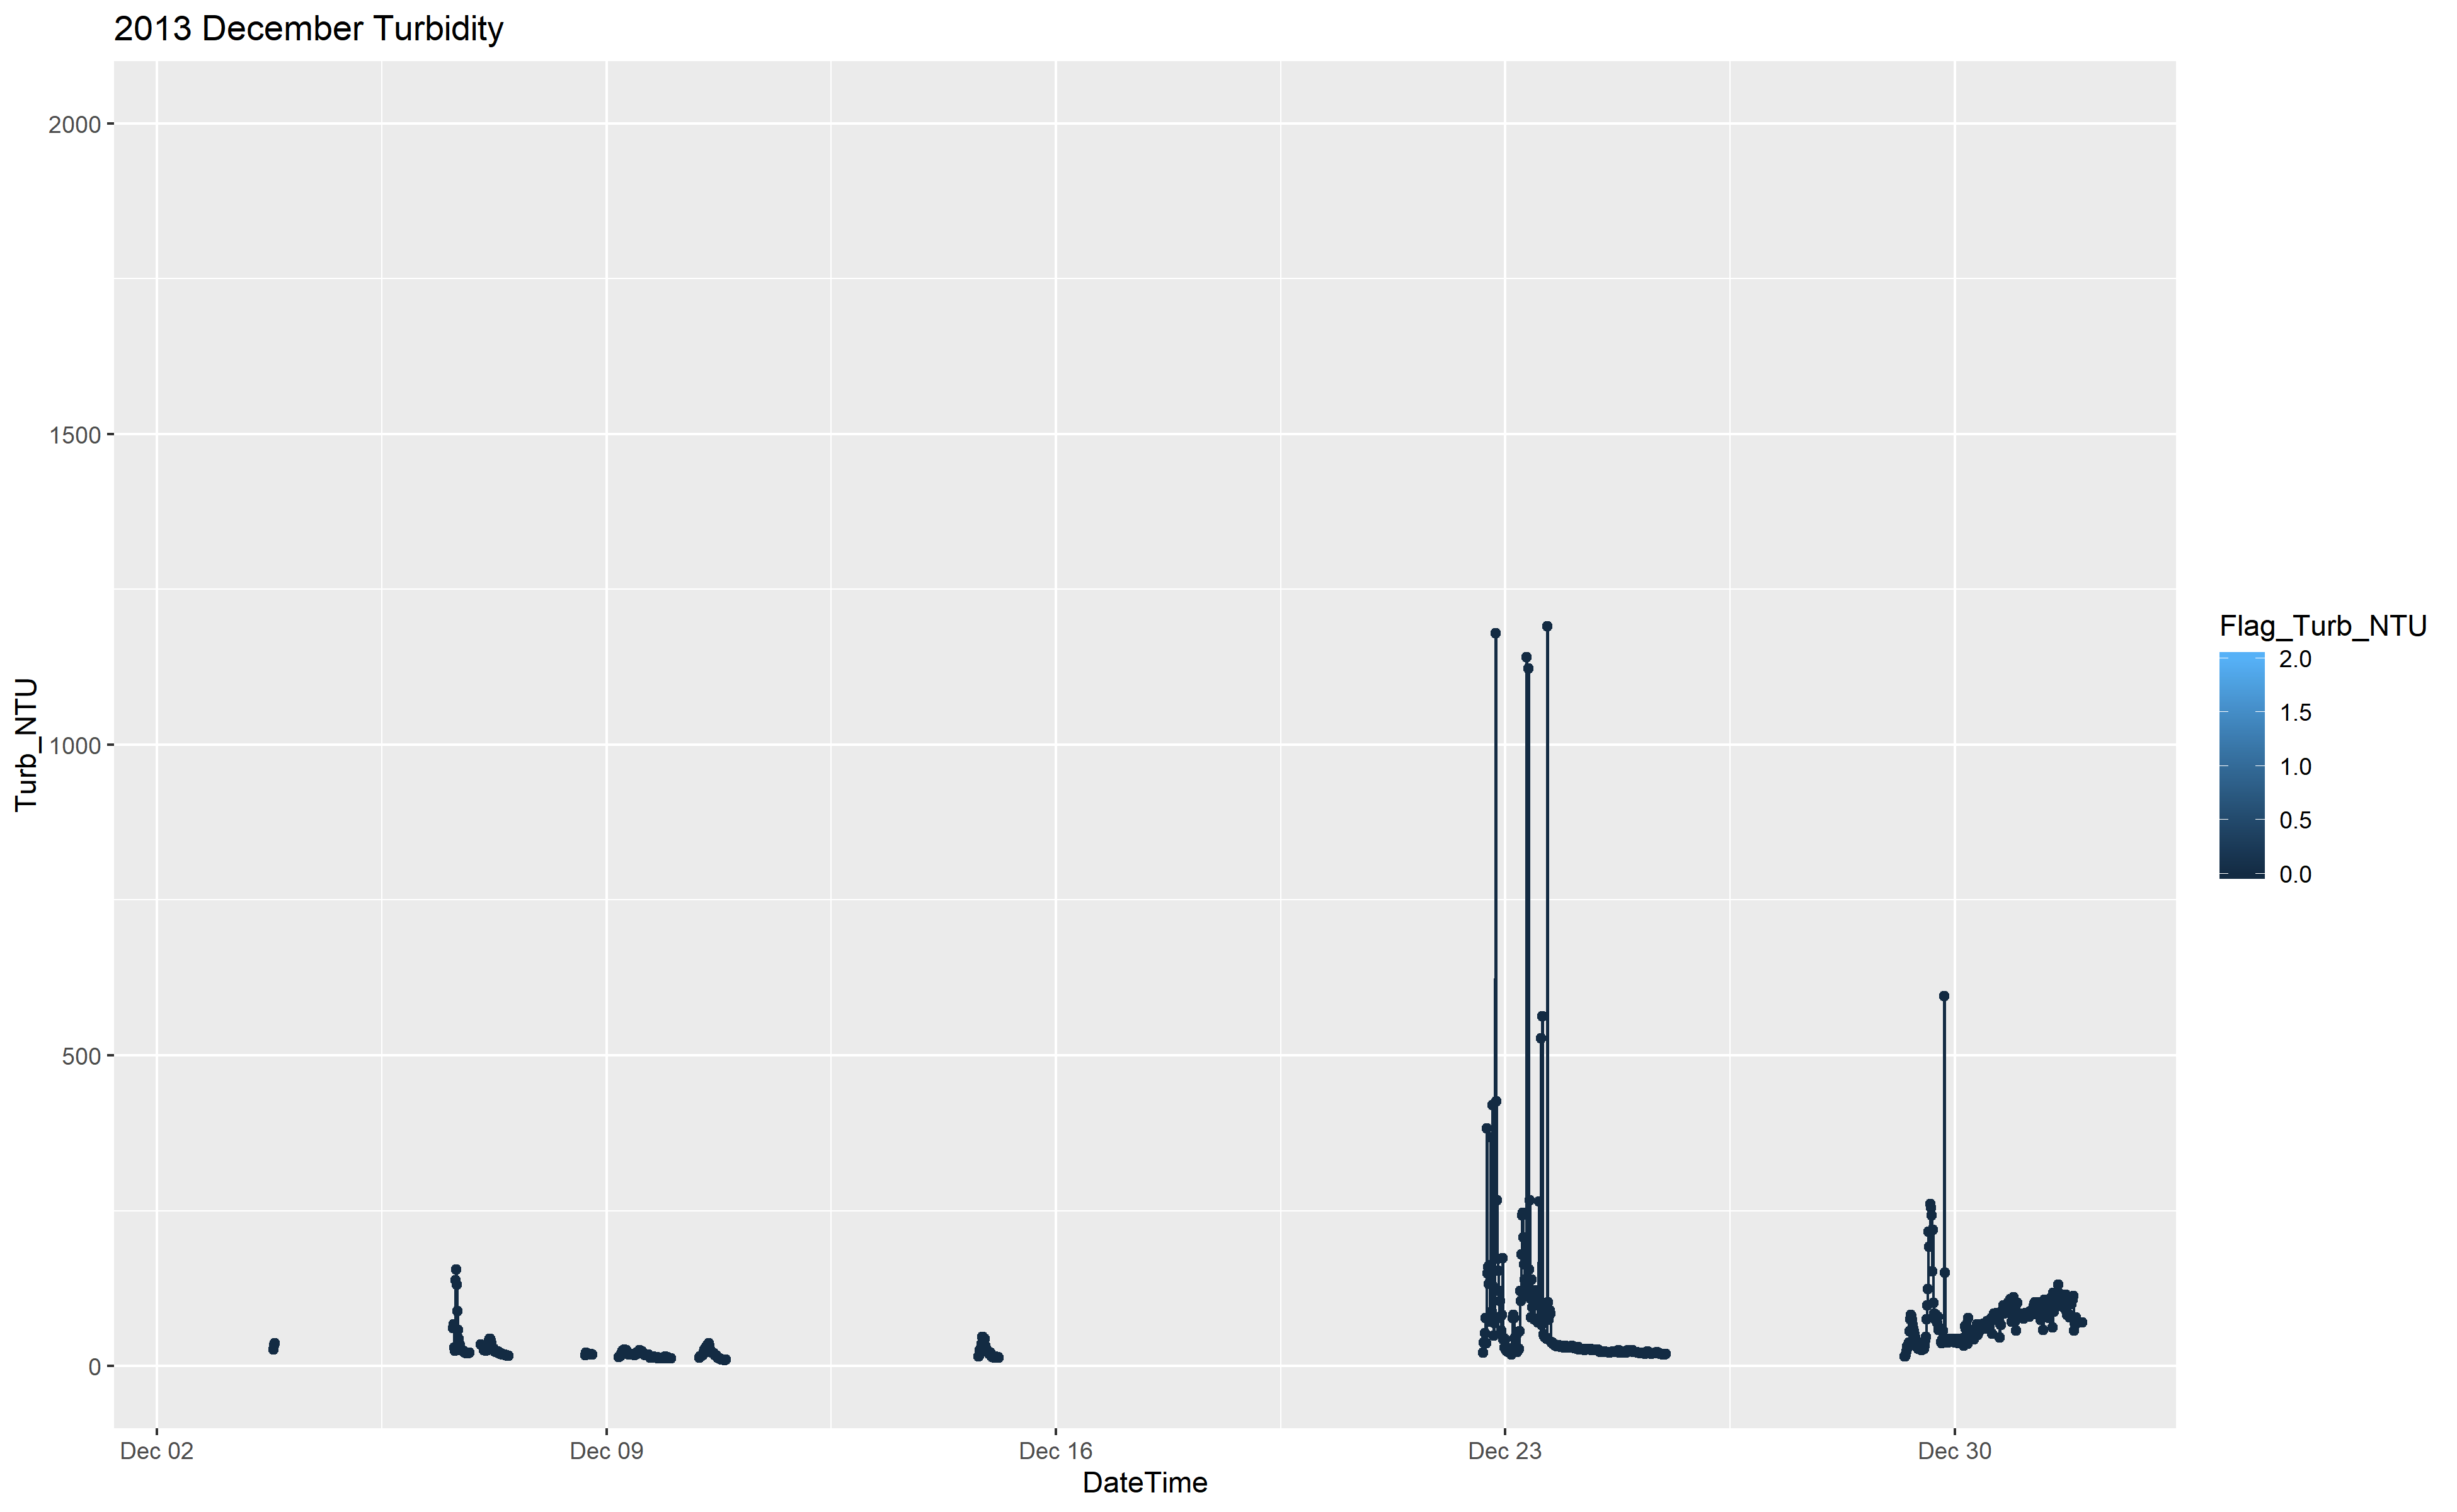 2013 December Turbidity
2000
1500
1000
500
0
Turb_NTU
Dec 02
Dec 09
Dec 16
Dec 23
Dec 30
DateTime
Flag_Turb_NTU
2.0
1.5
1.0
0.5
0.0